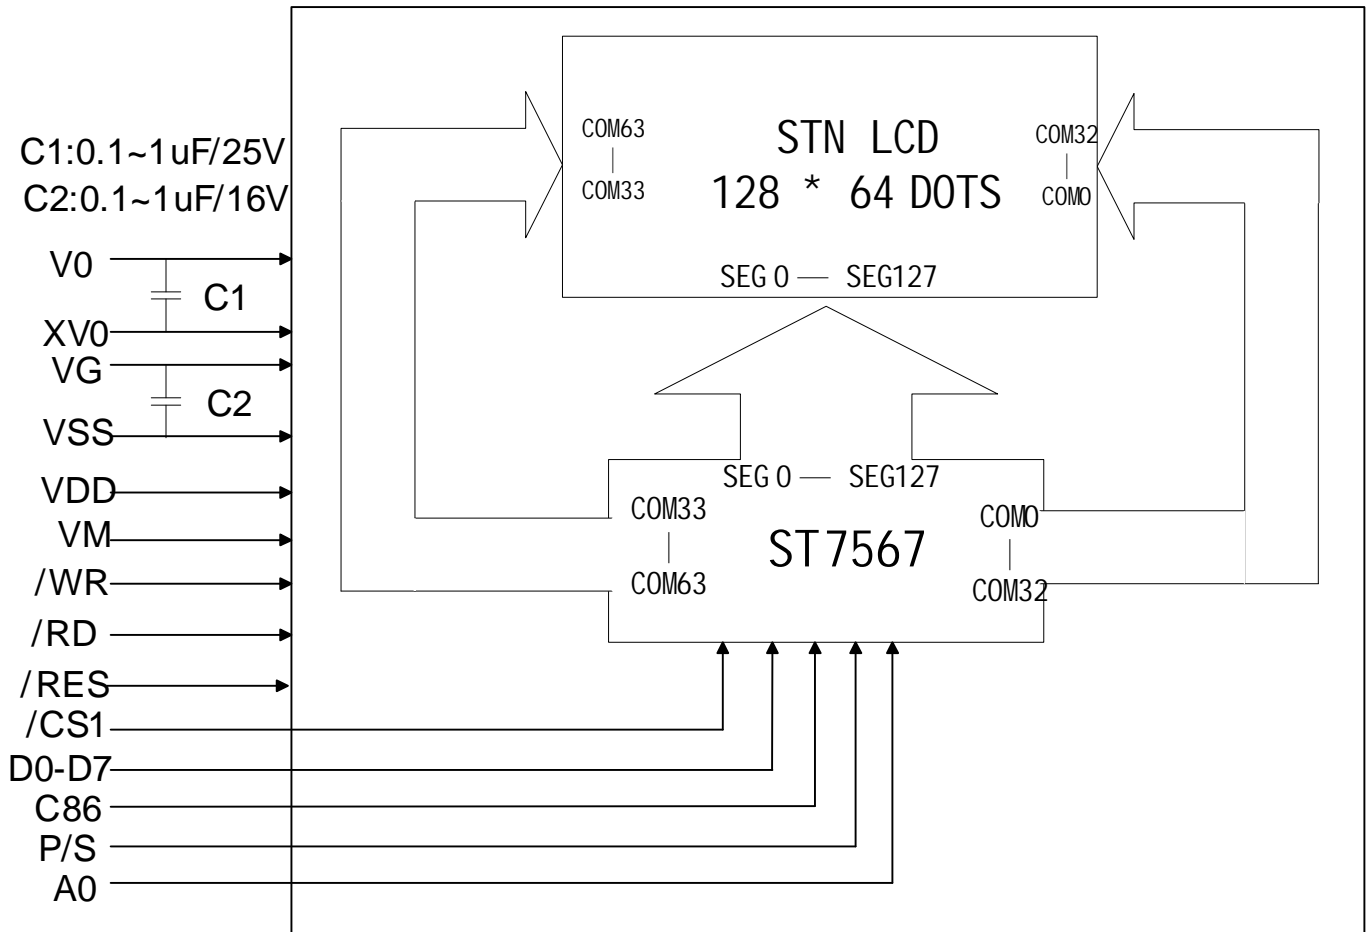 C1:0.1~1uF/25V
C2:0.1~1uF/16V
V0
C1
XV0
VG
C2
VSS
VDD
VM
/WR
/RD
/RES
/CS1
D0-D7
C86
P/S
A0
COM63
COM33
STN LCD
128 * 64 DOTS
COM32
COM0
SEG 0 — SEG127
SEG 0 — SEG127
COM33
COM63
ST7567
COM0
COM32